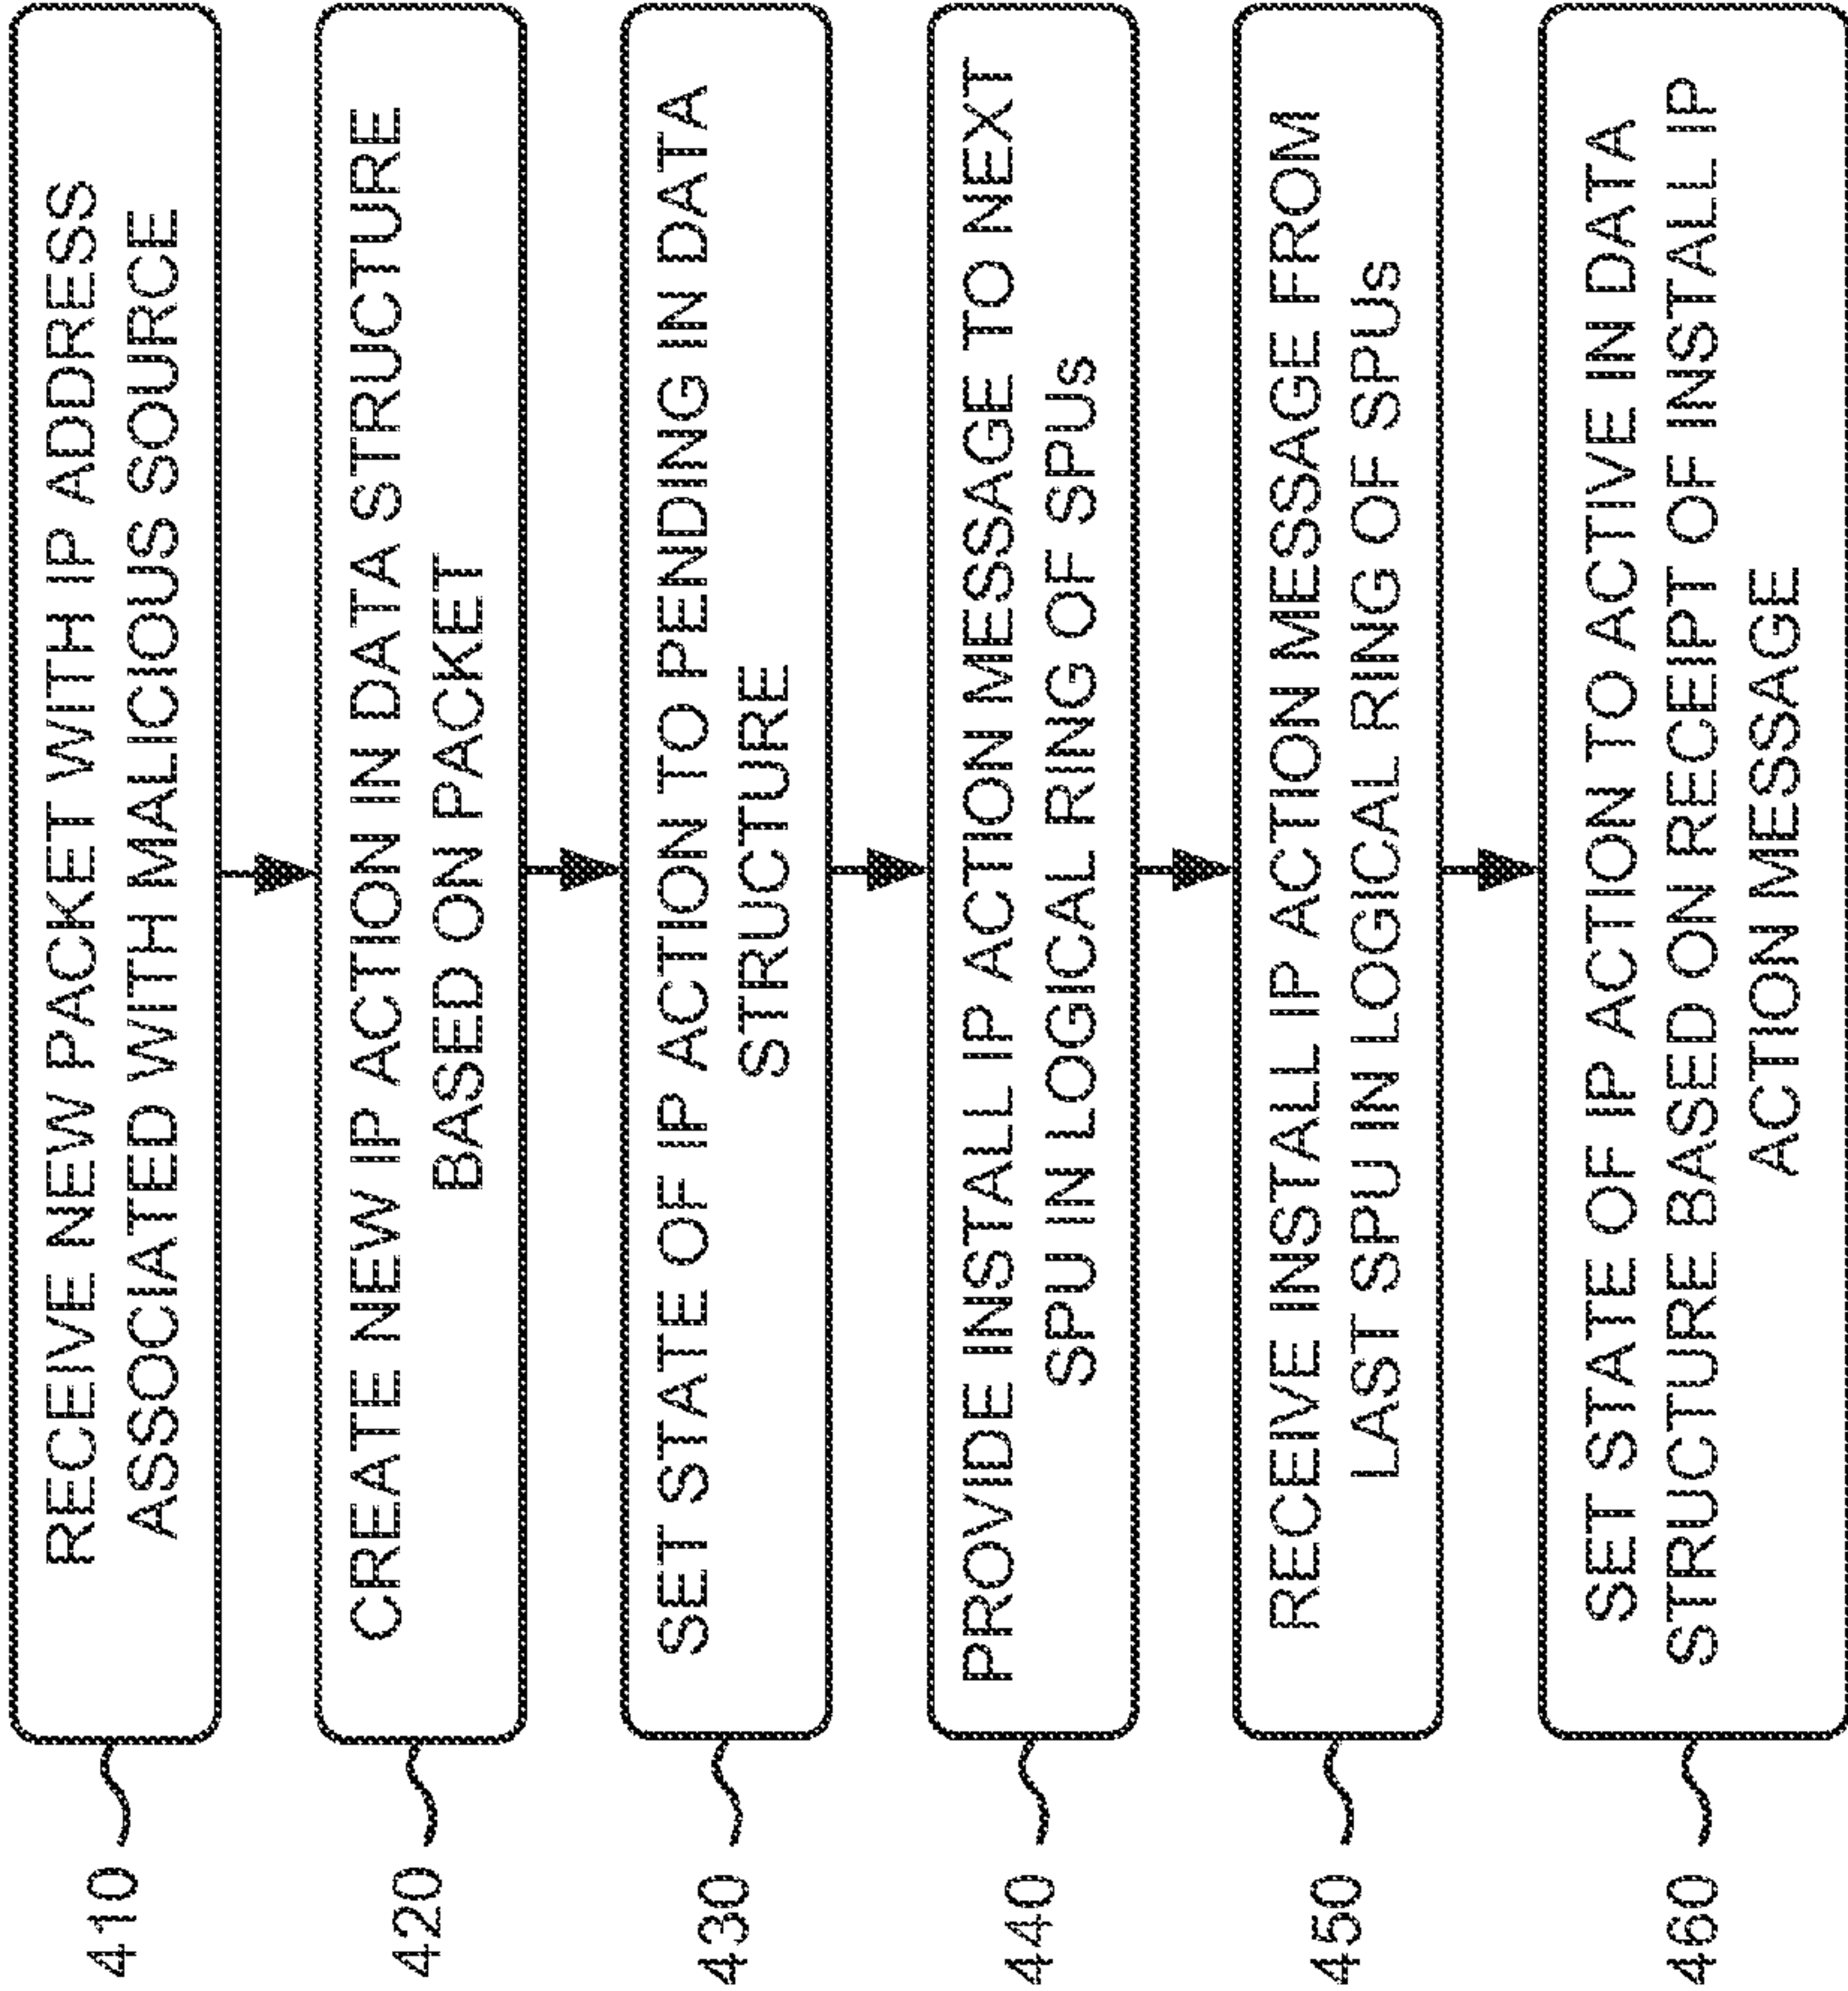 410
RECEIVE NEW PACKET WITH IP ADDRESS
ASSOCIATED WITH MALICIOUS SOURCE
420
CREATE NEW IP ACTION IN DATA STRUCTURE
BASED ON PACKET
430
SET STATE OF IP ACTION TO PENDING IN DATA
STRUCTURE
440
PROVIDE INSTALL IP ACTION MESSAGE TO NEXT
SPU IN LOGICAL RING OF SPUs
450
RECEIVE INSTALL IP ACTION MESSAGE FROM
LAST SPU IN LOGICAL RING OF SPUs
460
SET STATE OF IP ACTION TO ACTIVE IN DATA
STRUCTURE BASED ON RECEIPT OF INSTALL IP
ACTION MESSAGE